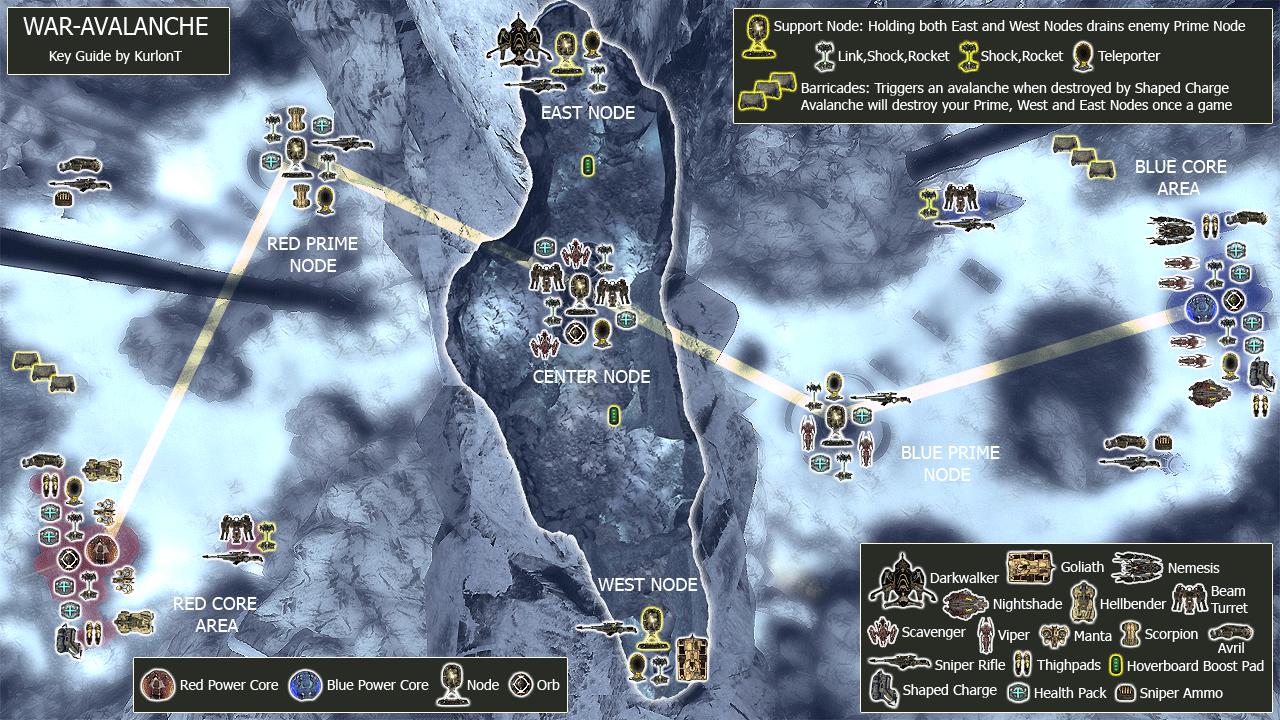 WAR-AVALANCHE
Key Guide by KurlonT
Support Node: Holding both East and West Nodes drains enemy Prime Node
Link,Shock,Rocket
Shock,Rocket
Teleporter
Barricades: Triggers an avalanche when destroyed by Shaped Charge
Avalanche will destroy your Prime, West and East Nodes once a game
EAST NODE
BLUE CORE
AREA
RED PRIME
NODE
CENTER NODE
BLUE PRIME
NODE
WEST NODE
RED CORE
AREA
Red Power Core
Blue Power Core
Node
Orb
Darkwalker
Goliath
Nemesis
Nightshade
Hellbender
Beam
Turret
Scavenger
Viper
Manta
Scorpion
Avril
Sniper Rifle
Thighpads
Hoverboard Boost Pad
Shaped Charge
Health Pack
Sniper Ammo